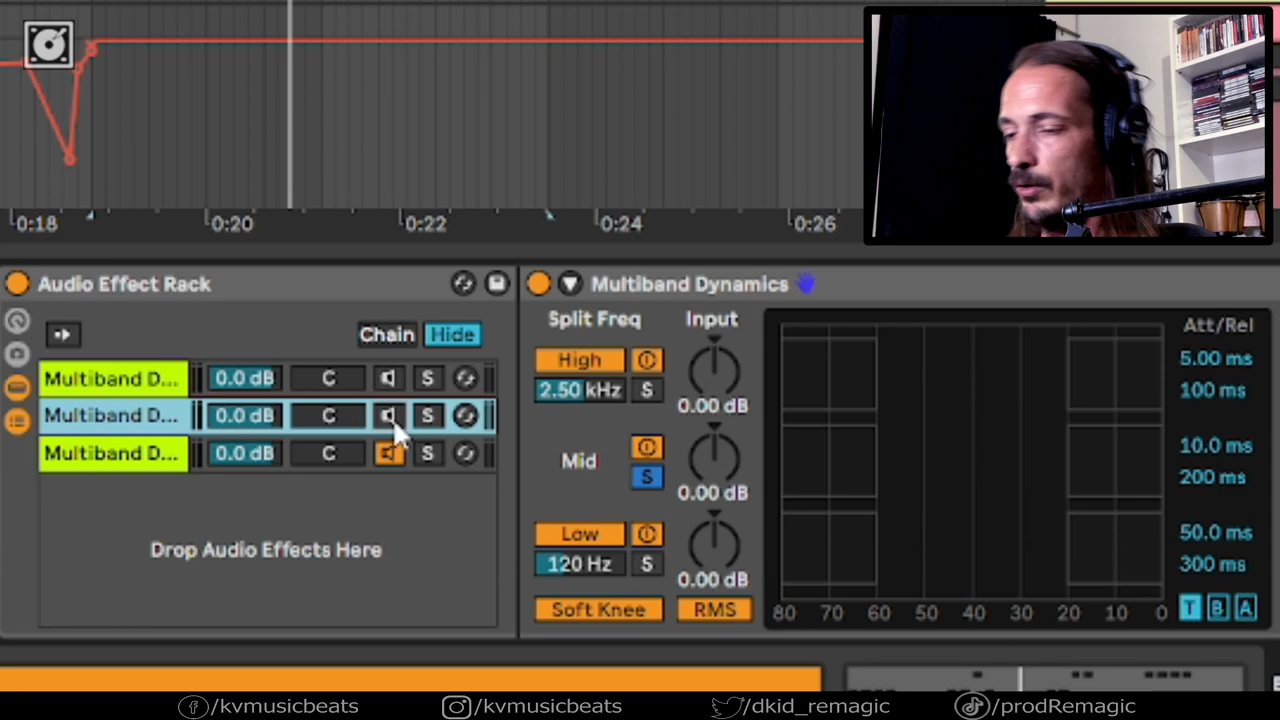 0:18
0:20
0:22
0:24
0:26
Audio Effect Rack
Chain Hide
Multiband D... 0.0 dB C S
Multiband D... 0.0 dB C S
Multiband D... 0.0 dB C S
Drop Audio Effects Here
Multiband Dynamics
Split Freq Input
High
2.50 kHz S
0.00 dB
Mid
S
0.00 dB
Low
120 Hz S
0.00 dB
Soft Knee RMS
80 70 60 50 40 30 20 10 0
Att/Rel
5.00 ms
100 ms
10.0 ms
200 ms
50.0 ms
300 ms
T B A
/kvmusicbeats /kvmusicbeats /dkid_remagic /prodRemagic